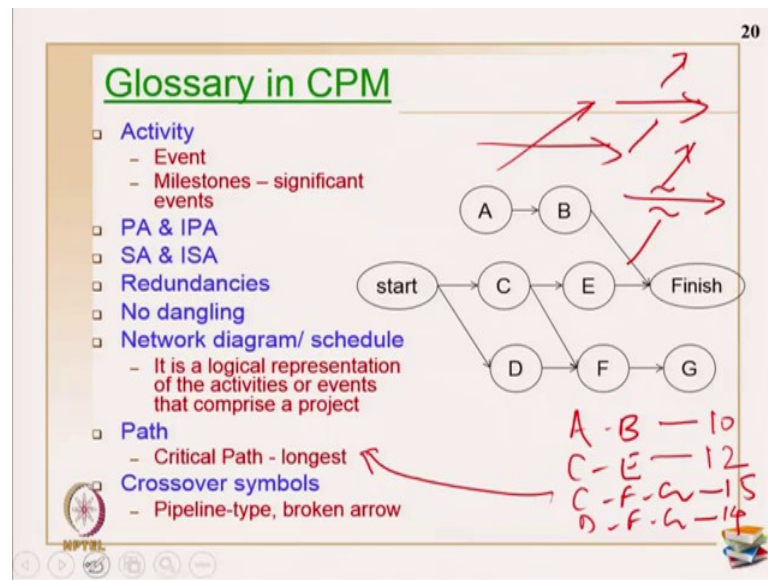 20
Glossary in CPM
Activity
– Event
– Milestones – significant
events
PA & IPA
SA & ISA
Redundancies
No dangling
Network diagram/ schedule
– It is a logical representation
of the activities or events
that comprise a project
Path
– Critical Path - longest
Crossover symbols
– Pipeline-type, broken arrow
A
B
start
C
E
Finish
D
F
G
A - B — 10
C - E — 12
C - F - G — 15
D - F - G — 14
NPTEL